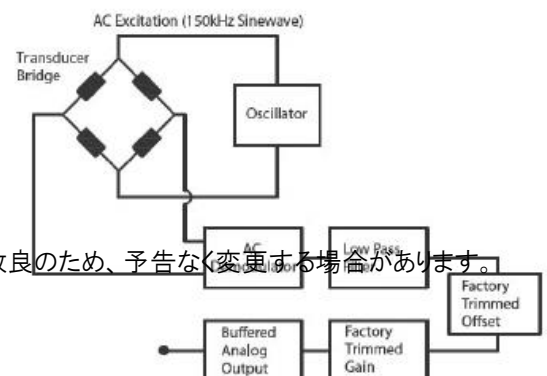 AC Excitation (150kHz Sinewave)
Transducer
Bridge
Oscillator
改良のため、予告なく変更する場合があります。
AC
Demodulator
Low Pass
Filter
Factory
Trimmed
Offset
Buffered
Analog
Output
Factory
Trimmed
Gain